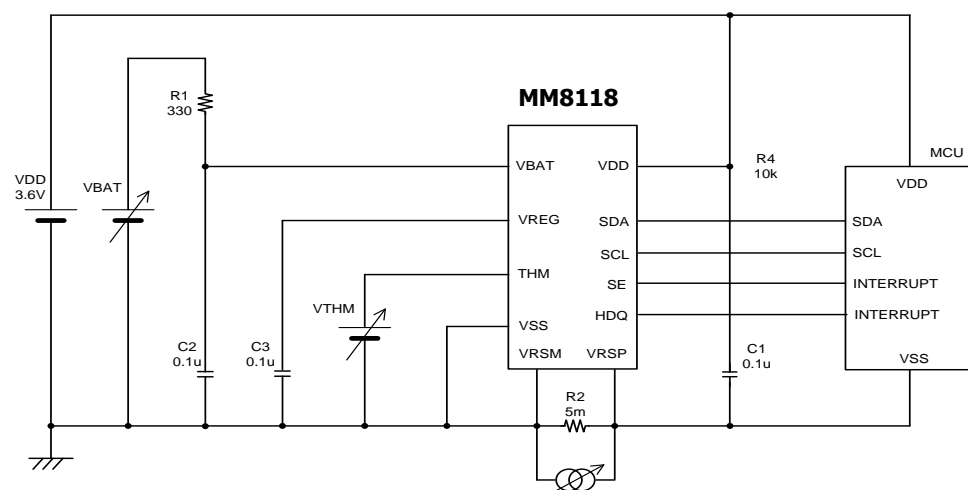 MM8118
R1
330
VDD
3.6V
VBAT
VBAT
VDD
R4
10k
MCU
VDD
VREG
SDA
SDA
SCL
SCL
THM
SE
INTERRUPT
VTHM
HDQ
INTERRUPT
VSS
C2
0.1u
C3
0.1u
VRSM
VRSP
C1
0.1u
VSS
R2
5m